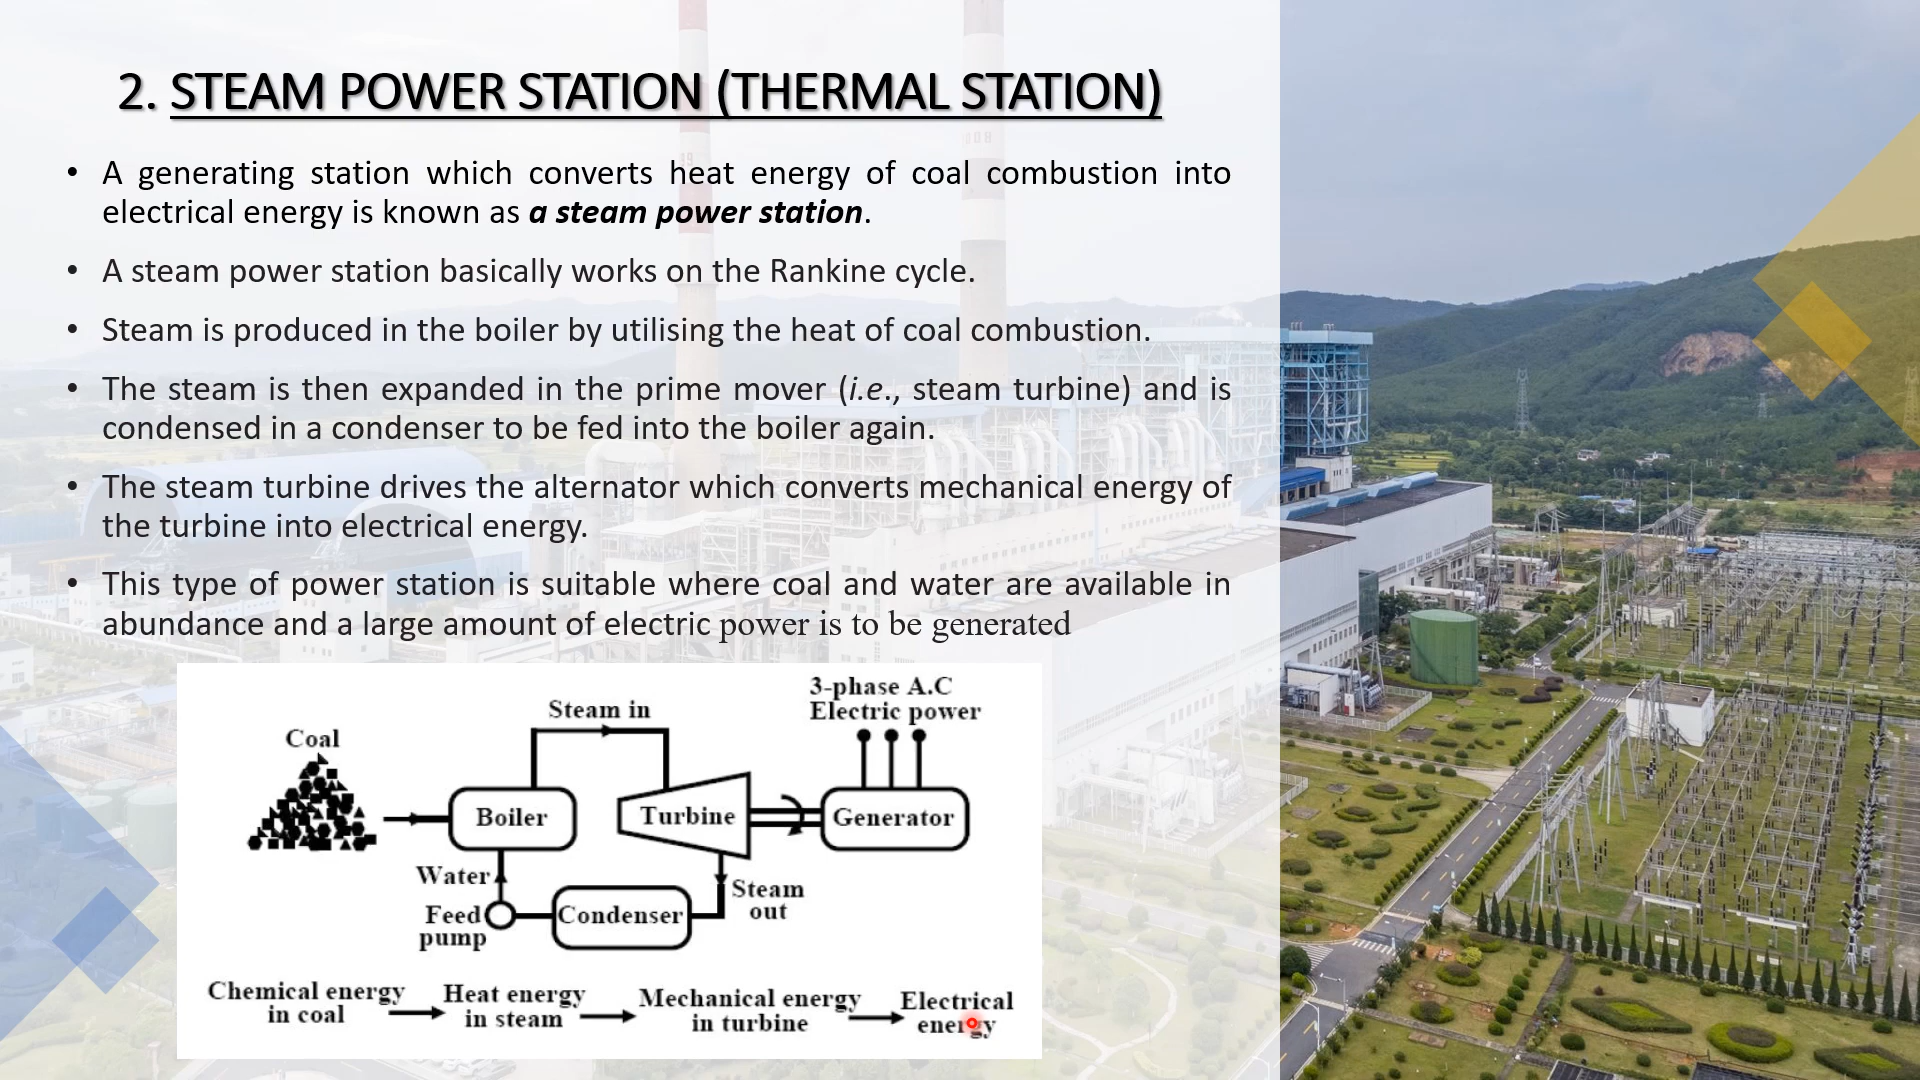 2. STEAM POWER STATION (THERMAL STATION)
• A generating station which converts heat energy of coal combustion into
electrical energy is known as a steam power station.
• A steam power station basically works on the Rankine cycle.
• Steam is produced in the boiler by utilising the heat of coal combustion.
• The steam is then expanded in the prime mover (i.e., steam turbine) and is
condensed in a condenser to be fed into the boiler again.
• The steam turbine drives the alternator which converts mechanical energy of
the turbine into electrical energy.
• This type of power station is suitable where coal and water are available in
abundance and a large amount of electric power is to be generated
3-phase A.C
Electric power
Steam in
Coal
Boiler
Turbine
Generator
Water
Steam
out
Feed
pump
Condenser
Chemical energy
in coal
Heat energy
in steam
Mechanical energy
in turbine
Electrical
energy